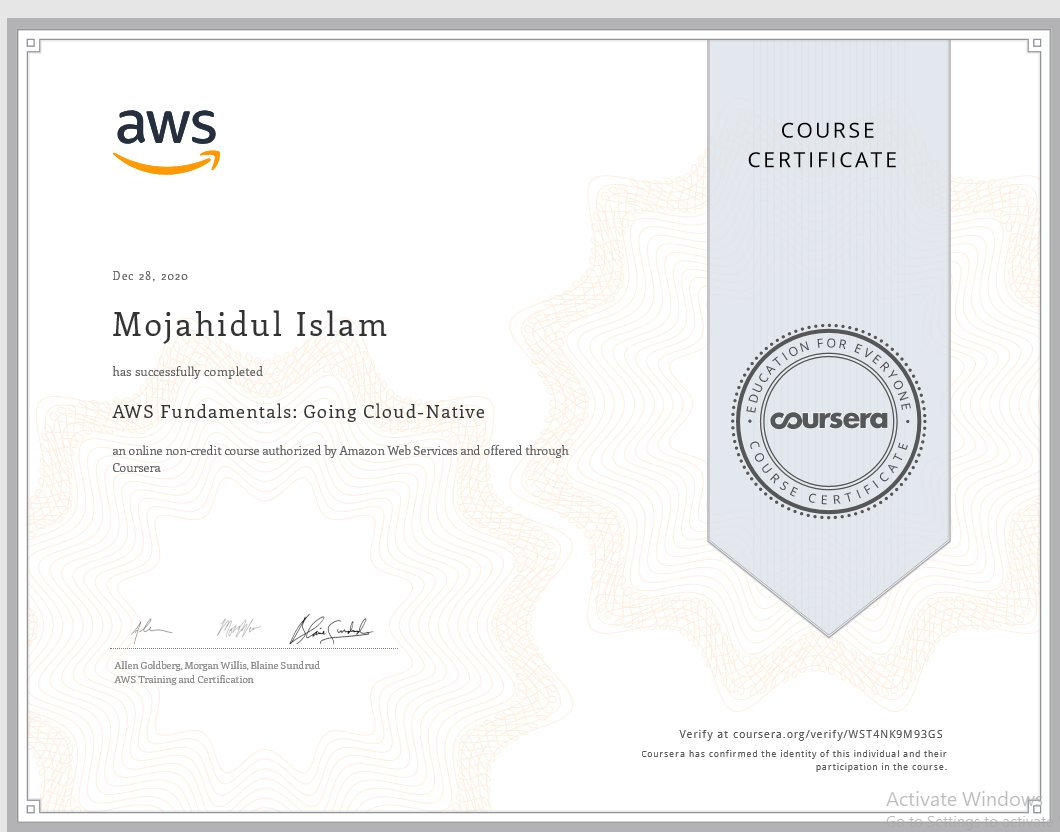 aws
COURSE
CERTIFICATE
Dec 28, 2020
Mojahidul Islam
has successfully completed
AWS Fundamentals: Going Cloud-Native
an online non-credit course authorized by Amazon Web Services and offered through
Coursera
EDUCATION FOR EVERYONE
coursera
COURSE CERTIFICATE
Allen Goldberg, Morgan Willis, Blaine Sundrud
AWS Training and Certification
Verify at coursera.org/verify/WST4NK9M93GS
Coursera has confirmed the identity of this individual and their
participation in the course.
Activate Windows
Go to Settings to activate